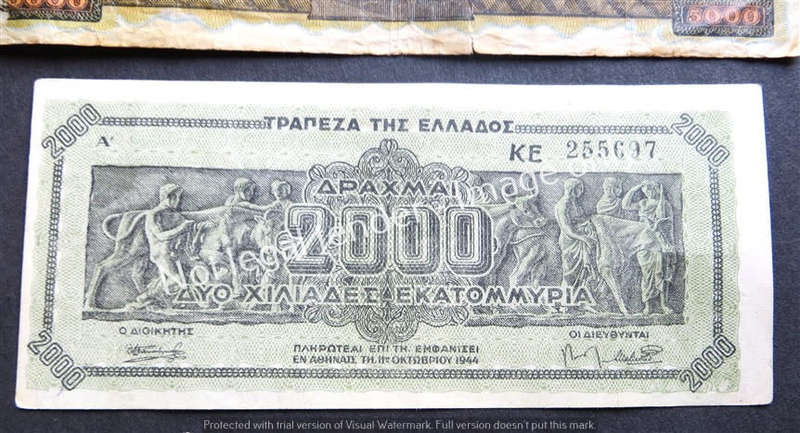 5000 5000
2000 2000
ΤΡΑΠΕΖΑ ΤΗΣ ΕΛΛΑΔΟΣ
Α'
ΚΕ 255697
ΔΡΑΧΜΑΙ
2000
ΔΥΟ ΧΙΛΙΑΔΕΣ ΕΚΑΤΟΜΜΥΡΙΑ
Ο ΔΙΟΙΚΗΤΗΣ
ΟΙ ΔΙΕΥΘΥΝΤΑΙ
ΠΛΗΡΩΤΕΑΙ ΕΠΙ ΤΗ ΕΜΦΑΝΙΣΕΙ
ΕΝ ΑΘΗΝΑΙΣ ΤΗ, 11ῃ ΟΚΤΩΒΡΙΟΥ 1944
2000 2000
Protected with trial version of Visual Watermark. Full version doesn't put this mark.